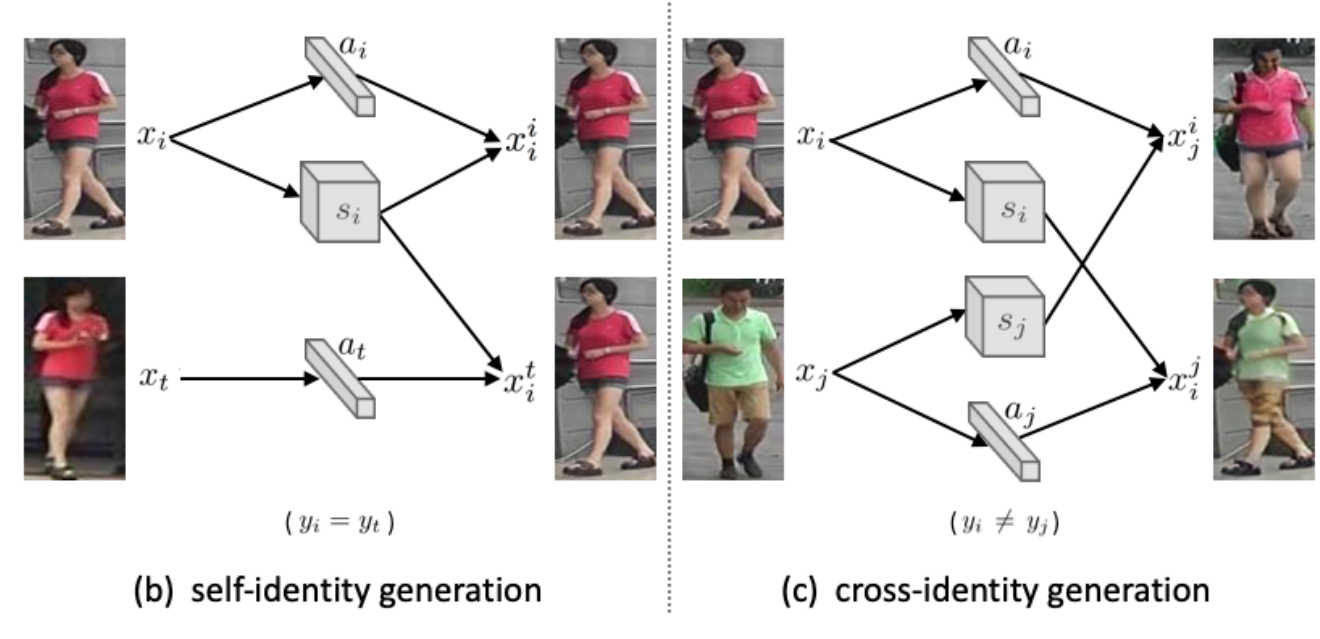 a_i
x_i
s_i
x_i^i
x_t
a_t
x_i^t
( y_i = y_t )
(b) self-identity generation
a_i
x_i
s_i
x_j^i
s_j
x_j
a_j
x_i^j
( y_i ≠ y_j )
(c) cross-identity generation